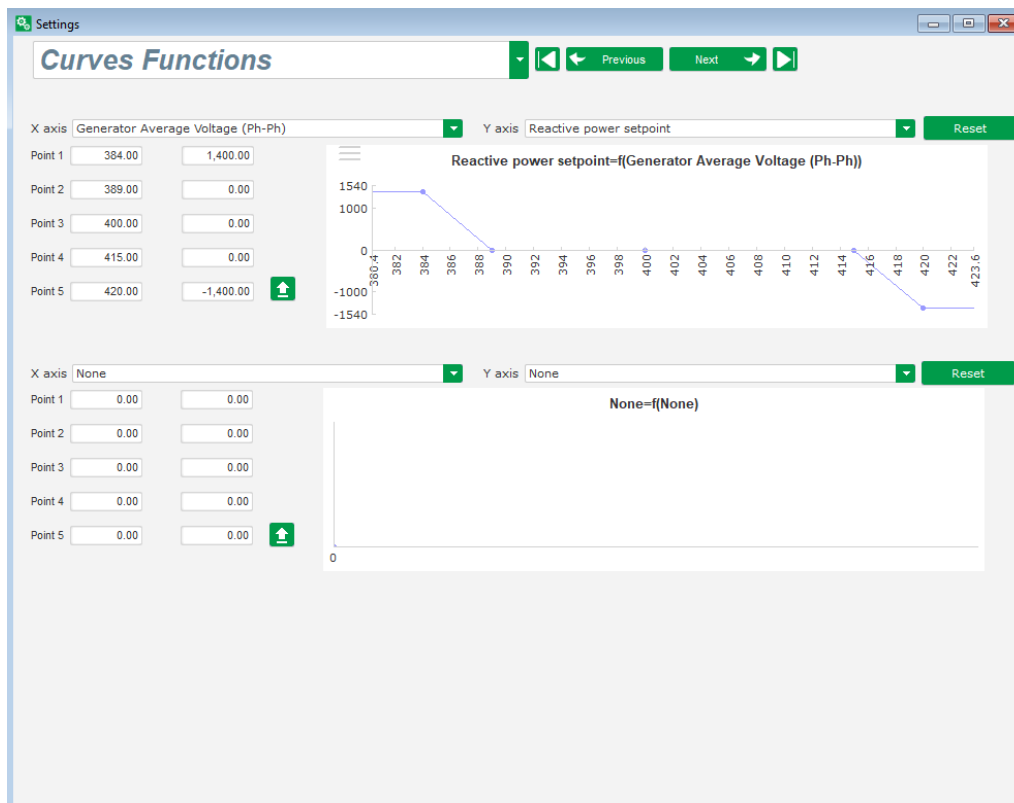 Settings
Curves Functions
Previous
Next
X axis Generator Average Voltage (Ph-Ph) Y axis Reactive power setpoint Reset
Point 1 384.00 1,400.00
Point 2 389.00 0.00
Point 3 400.00 0.00
Point 4 415.00 0.00
Point 5 420.00 -1,400.00
Reactive power setpoint=f(Generator Average Voltage (Ph-Ph))
1540
1000
0
-1000
-1540
380.4 382 384 386 388 390 392 394 396 398 400 402 404 406 408 410 412 414 416 418 420 422 423.6
X axis None Y axis None Reset
Point 1 0.00 0.00
Point 2 0.00 0.00
Point 3 0.00 0.00
Point 4 0.00 0.00
Point 5 0.00 0.00
None=f(None)
0